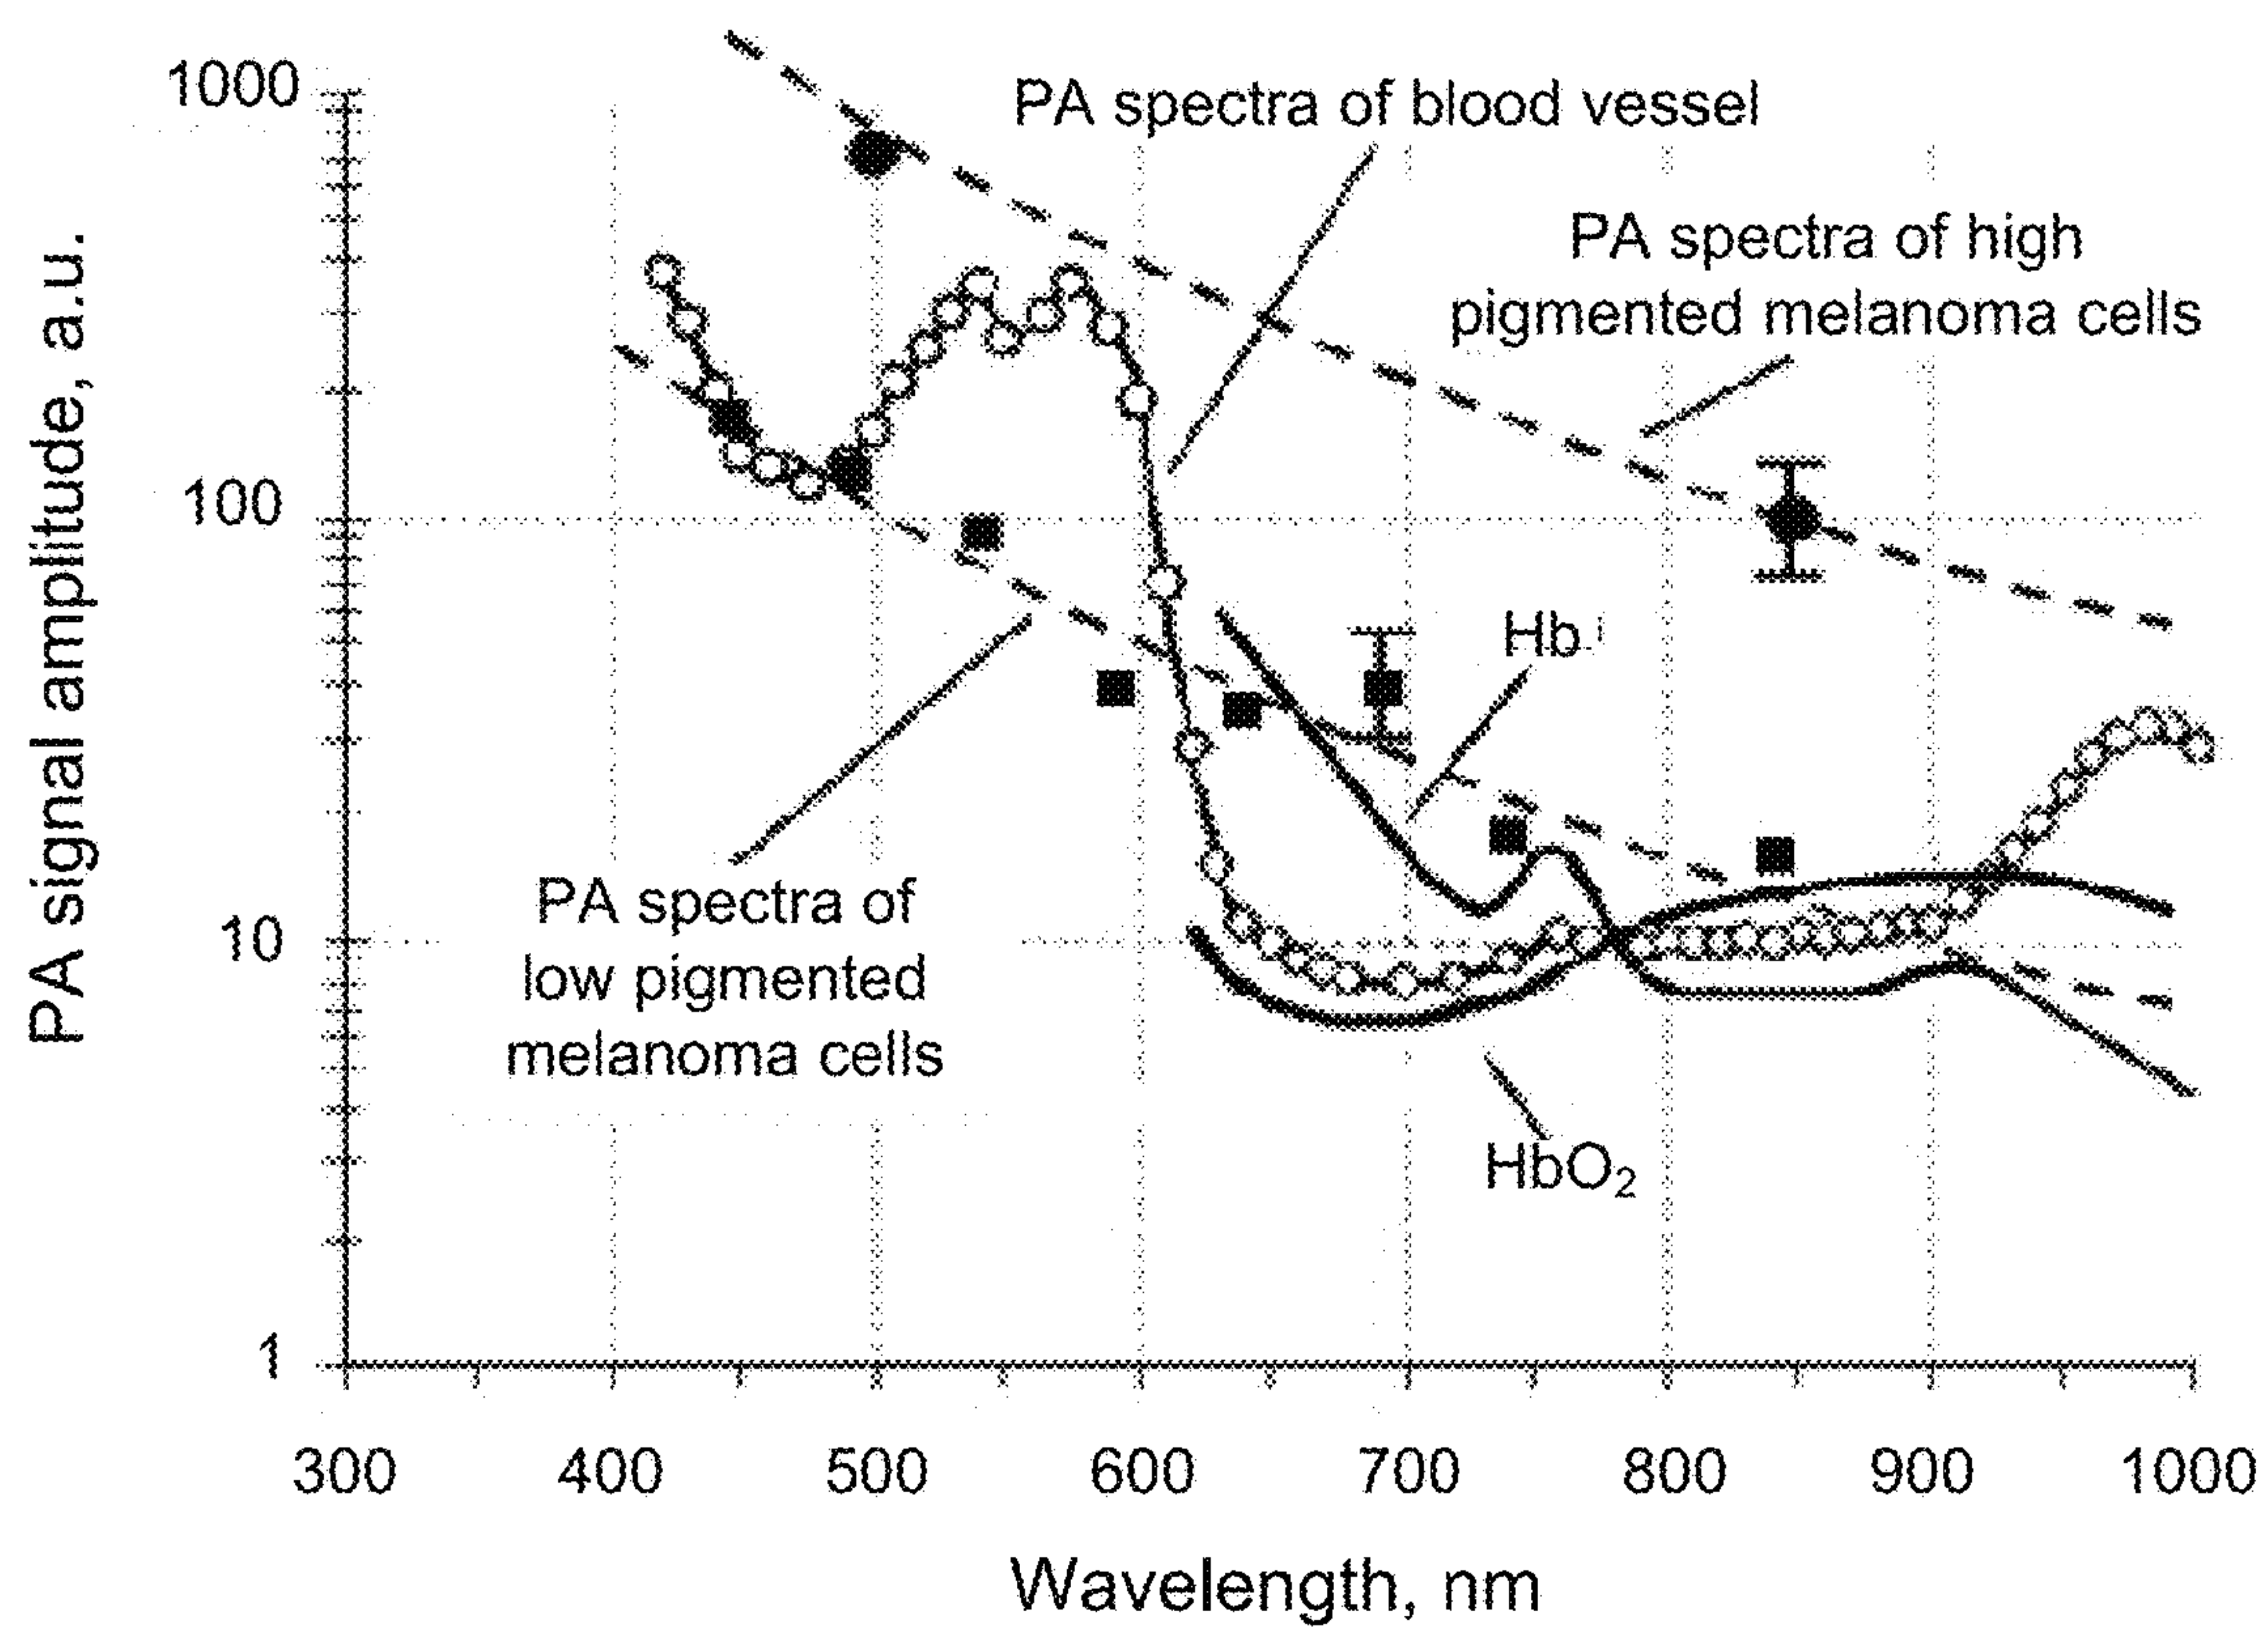 1000
PA spectra of blood vessel
PA spectra of high
pigmented melanoma cells
PA signal amplitude, a.u.
100
Hb
PA spectra of
low pigmented
melanoma cells
10
HbO₂
1
300 400 500 600 700 800 900 1000
Wavelength, nm